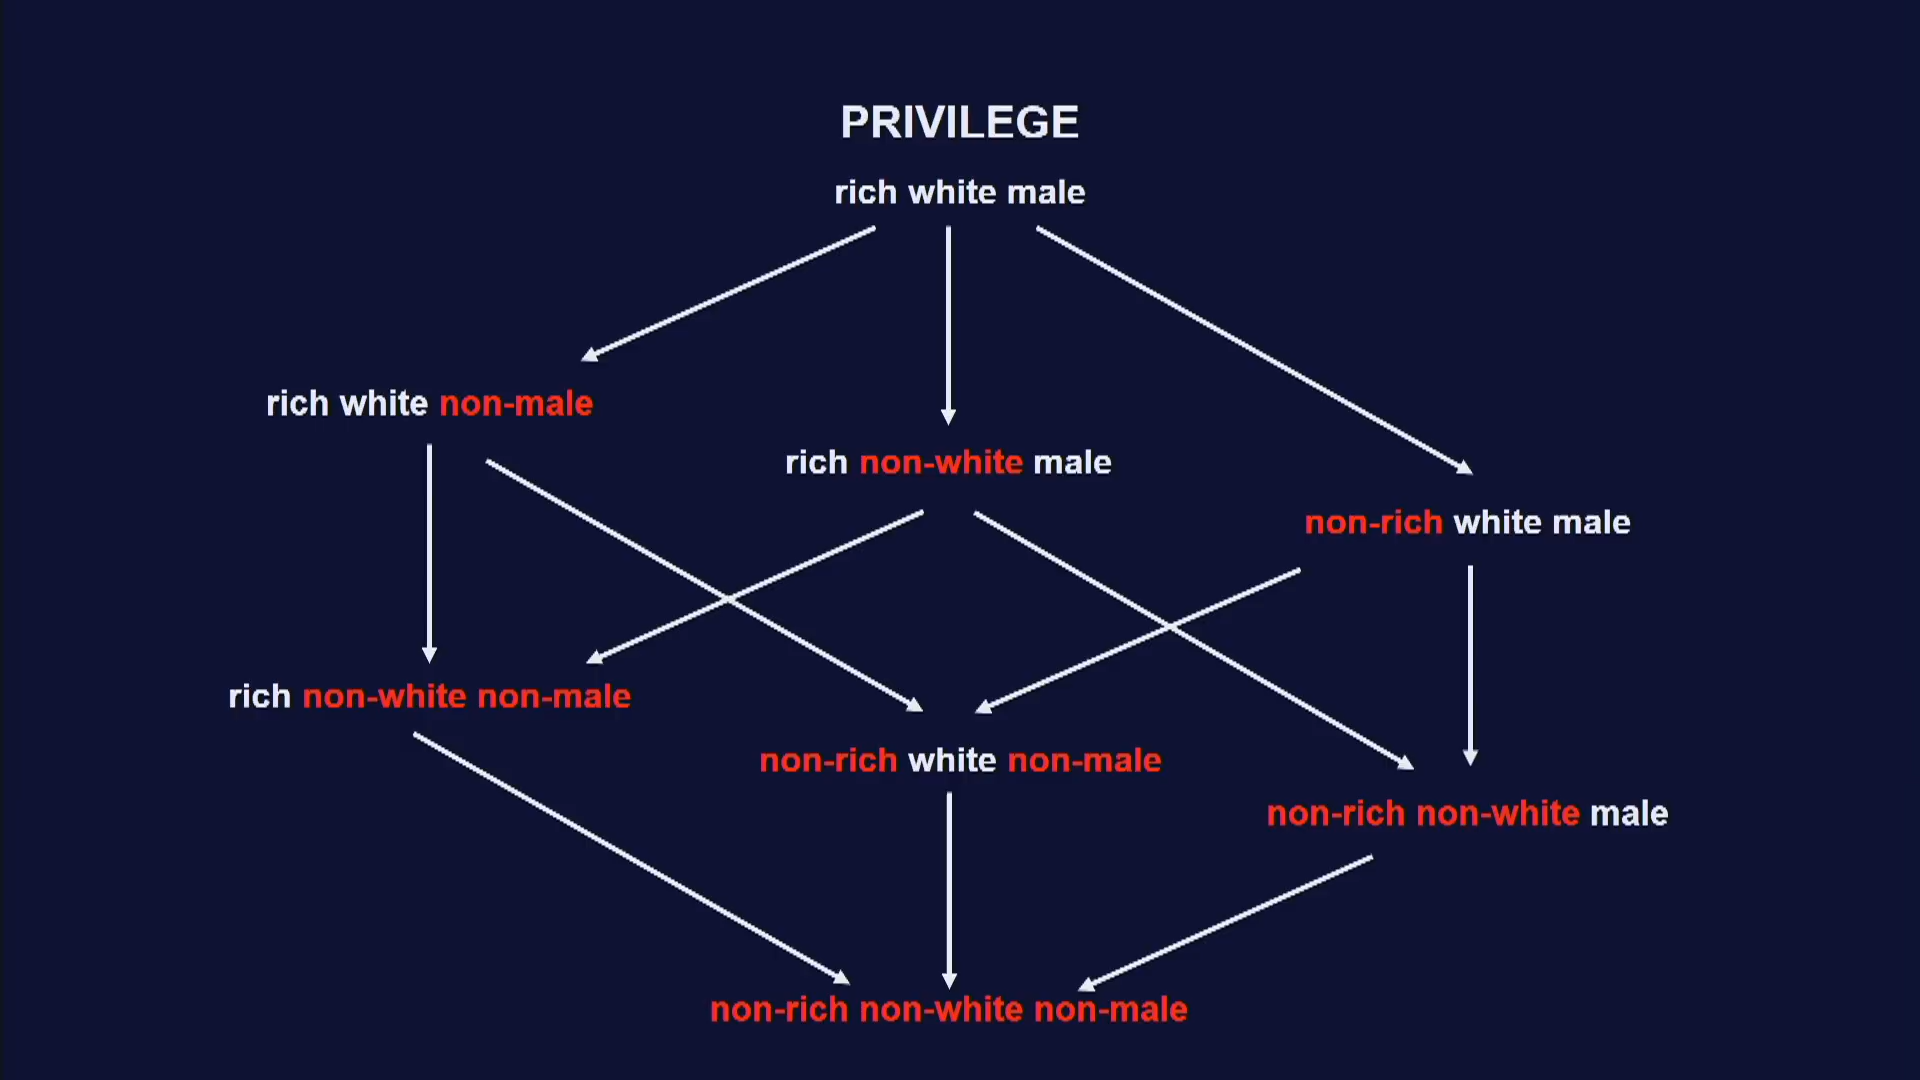 PRIVILEGE
rich white male
rich white non-male
rich non-white male
non-rich white male
rich non-white non-male
non-rich white non-male
non-rich non-white male
non-rich non-white non-male